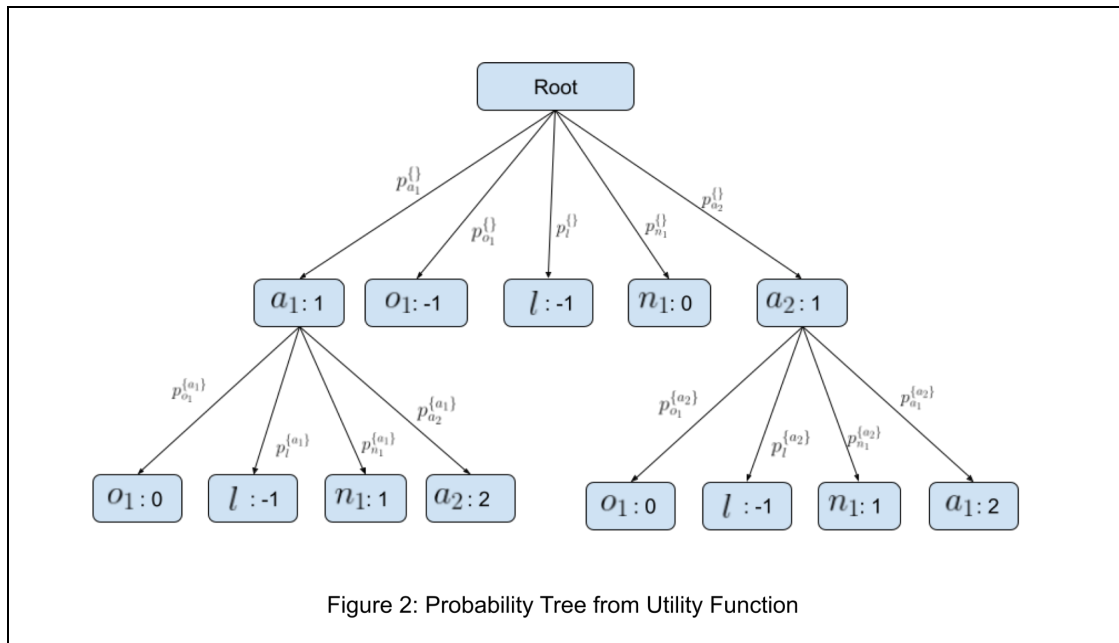 Root
$p_{a_1}^{\{\}}$
$p_{o_1}^{\{\}}$
$p_{l}^{\{\}}$
$p_{n_1}^{\{\}}$
$p_{a_2}^{\{\}}$
$a_1$: 1
$o_1$: -1
$l$ : -1
$n_1$: 0
$a_2$: 1
$p_{o_1}^{\{a_1\}}$
$p_{l}^{\{a_1\}}$
$p_{n_1}^{\{a_1\}}$
$p_{a_2}^{\{a_1\}}$
$p_{o_1}^{\{a_2\}}$
$p_{l}^{\{a_2\}}$
$p_{n_1}^{\{a_2\}}$
$p_{a_1}^{\{a_2\}}$
$o_1$: 0
$l$ : -1
$n_1$: 1
$a_2$: 2
$o_1$: 0
$l$ : -1
$n_1$: 1
$a_1$: 2
Figure 2: Probability Tree from Utility Function